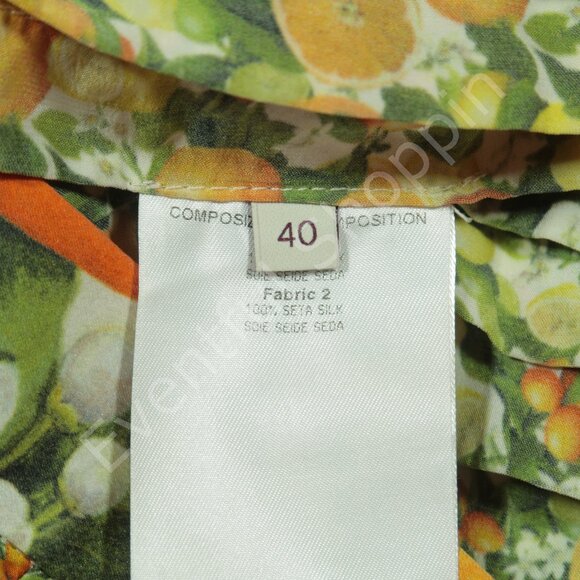 COMPOSIZ
POSITION
40
SOIE SEIDE SEDA
Fabric 2
100% SETA SILK
SOIE SEIDE SEDA